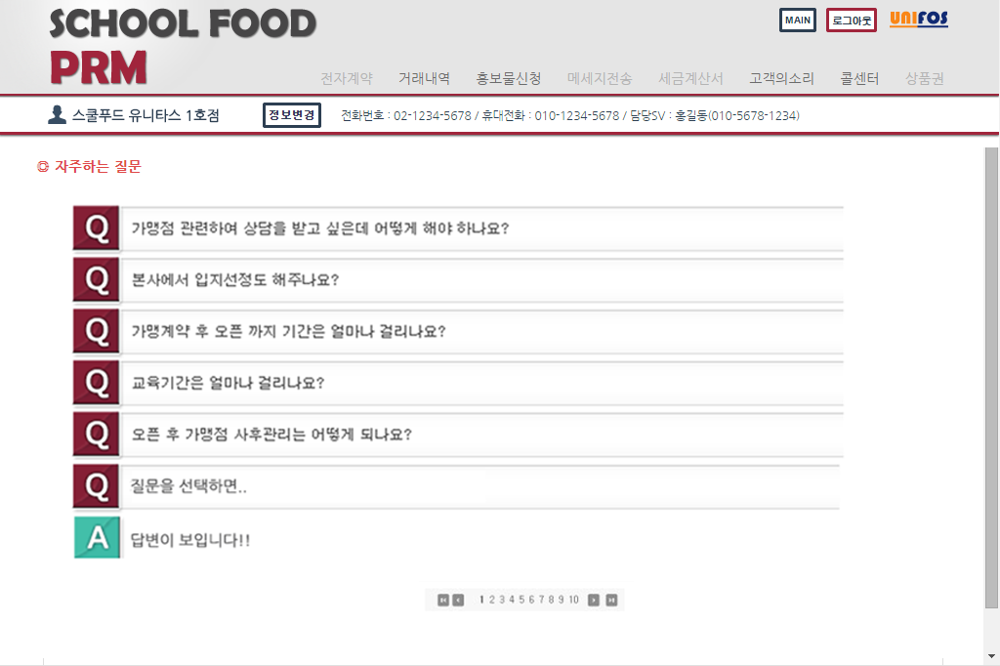 SCHOOL FOOD
PRM
MAIN 로그아웃 UNIFOS
전자계약 거래내역 홍보물신청 메세지전송 세금계산서 고객의소리 콜센터 상품권
스쿨푸드 유니타스 1호점 정보변경 전화번호 : 02-1234-5678 / 휴대전화 : 010-1234-5678 / 담당SV : 홍길동(010-5678-1234)
◎ 자주하는 질문
Q 가맹점 관련하여 상담을 받고 싶은데 어떻게 해야 하나요?
Q 본사에서 입지선정도 해주나요?
Q 가맹계약 후 오픈 까지 기간은 얼마나 걸리나요?
Q 교육기간은 얼마나 걸리나요?
Q 오픈 후 가맹점 사후관리는 어떻게 되나요?
Q 질문을 선택하면..
A 답변이 보입니다!!
1 2 3 4 5 6 7 8 9 10